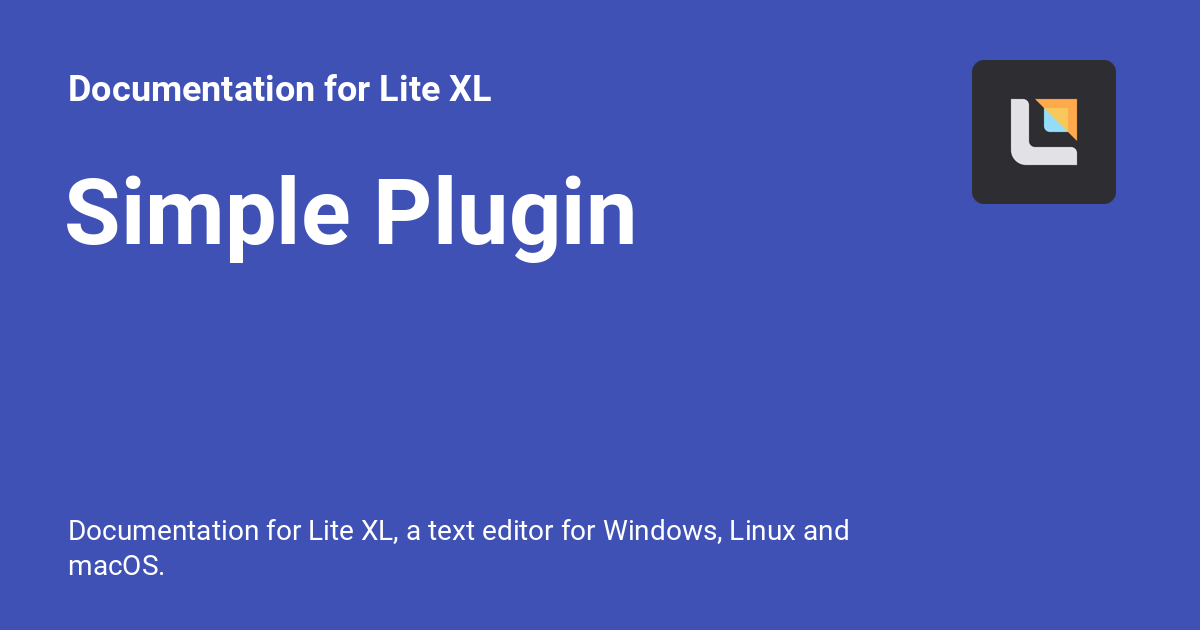 Documentation for Lite XL
Simple Plugin
Documentation for Lite XL, a text editor for Windows, Linux and
macOS.